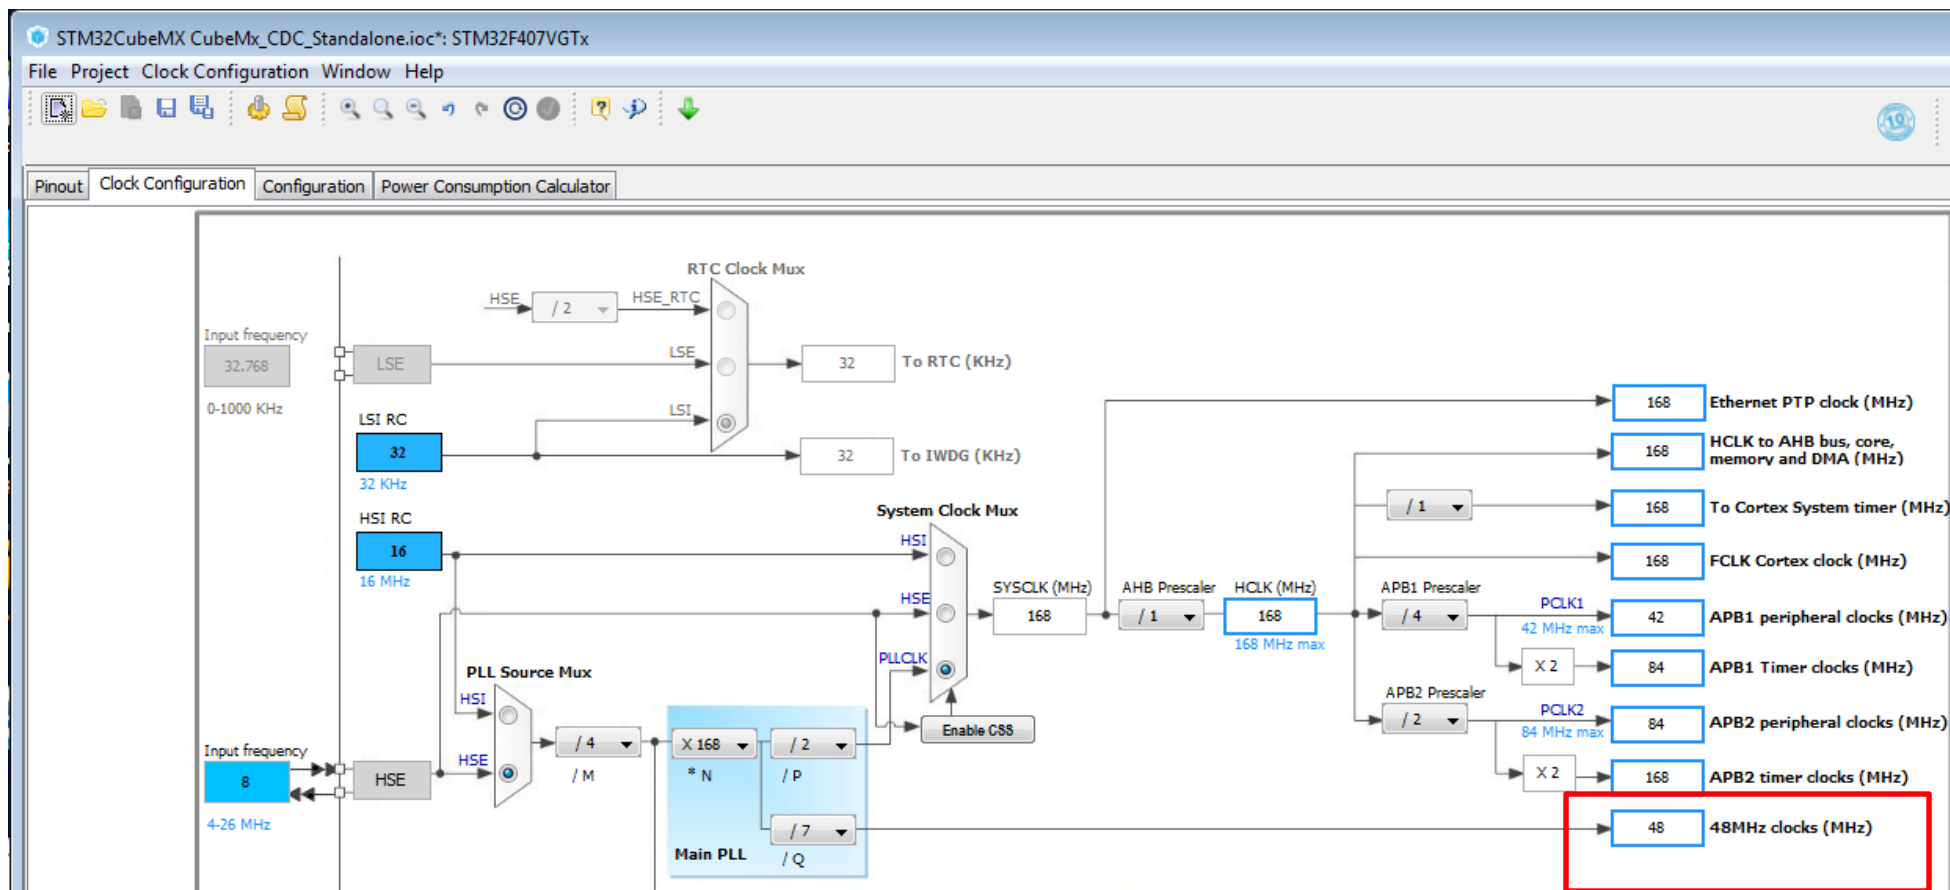 STM32CubeMX CubeMx_CDC_Standalone.ioc*: STM32F407VGTx
File Project Clock Configuration Window Help
10
Pinout Clock Configuration Configuration Power Consumption Calculator
RTC Clock Mux
HSE / 2 HSE_RTC
Input frequency
32.768
LSE
LSE
32 To RTC (KHz)
0-1000 KHz
LSI
168 Ethernet PTP clock (MHz)
LSI RC
32
32 KHz
32 To IWDG (KHz)
168 HCLK to AHB bus, core,
memory and DMA (MHz)
/ 1 168 To Cortex System timer (MHz)
HSI RC
16
16 MHz
System Clock Mux
HSI
HSE
PLLCLK
168 FCLK Cortex clock (MHz)
SYSCLK (MHz)
168
AHB Prescaler
/ 1
HCLK (MHz)
168
168 MHz max
APB1 Prescaler
/ 4
PCLK1
42 MHz max
42 APB1 peripheral clocks (MHz)
X 2 84 APB1 Timer clocks (MHz)
APB2 Prescaler
/ 2
PCLK2
84 MHz max
84 APB2 peripheral clocks (MHz)
X 2 168 APB2 timer clocks (MHz)
Enable CSS
PLL Source Mux
HSI
HSE
Input frequency
8
4-26 MHz
HSE
/ 4
/ M
X 168
* N
/ 2
/ P
/ 7
/ Q
Main PLL
48 48MHz clocks (MHz)